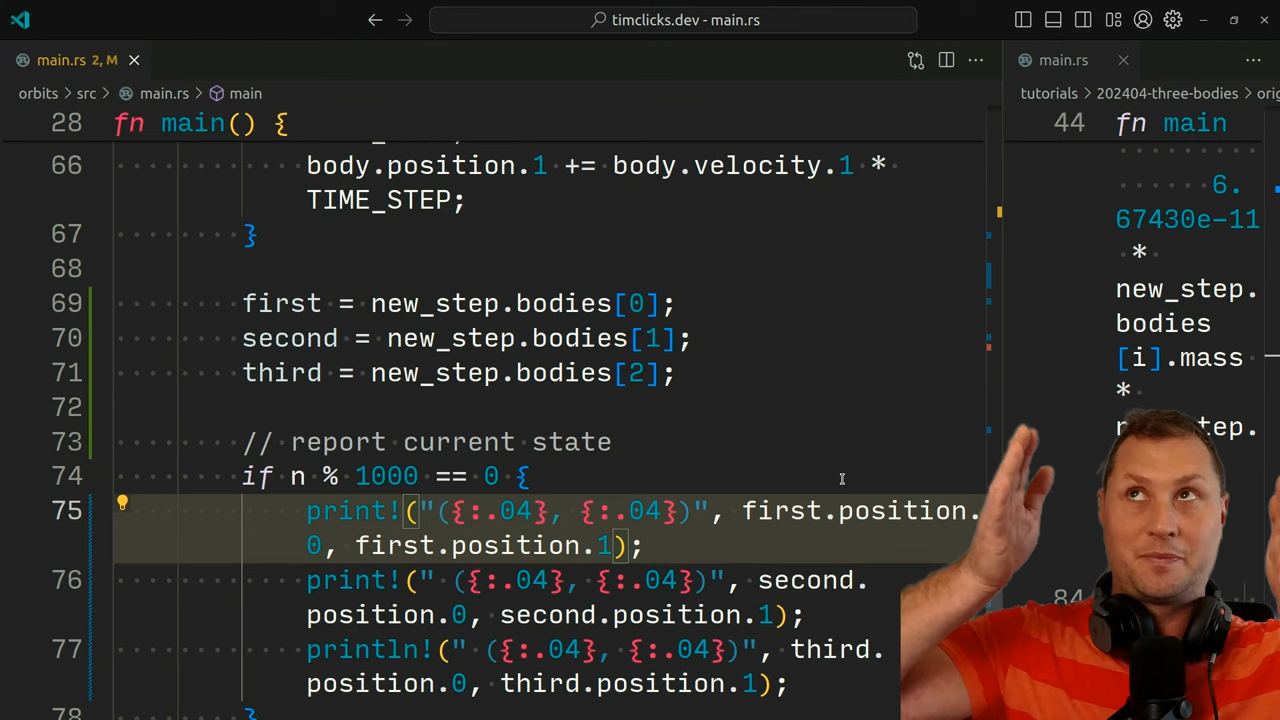 timclicks.dev - main.rs
main.rs 2, M
main.rs
orbits > src > main.rs > main
tutorials > 202404-three-bodies > orig
28 fn main() {
66 body.position.1 += body.velocity.1 *
TIME_STEP;
67 }
68
69 first = new_step.bodies[0];
70 second = new_step.bodies[1];
71 third = new_step.bodies[2];
72
73 // report current state
74 if n % 1000 == 0 {
75 print!("({:.04}, {:.04})", first.position.
0, first.position.1);
76 print!(" ({:.04}, {:.04})", second.
position.0, second.position.1);
77 println!(" ({:.04}, {:.04})", third.
position.0, third.position.1);
78 }
44 fn main
6.
67430e-11
*
new_step.
bodies
[i].mass
*
new_step.
84